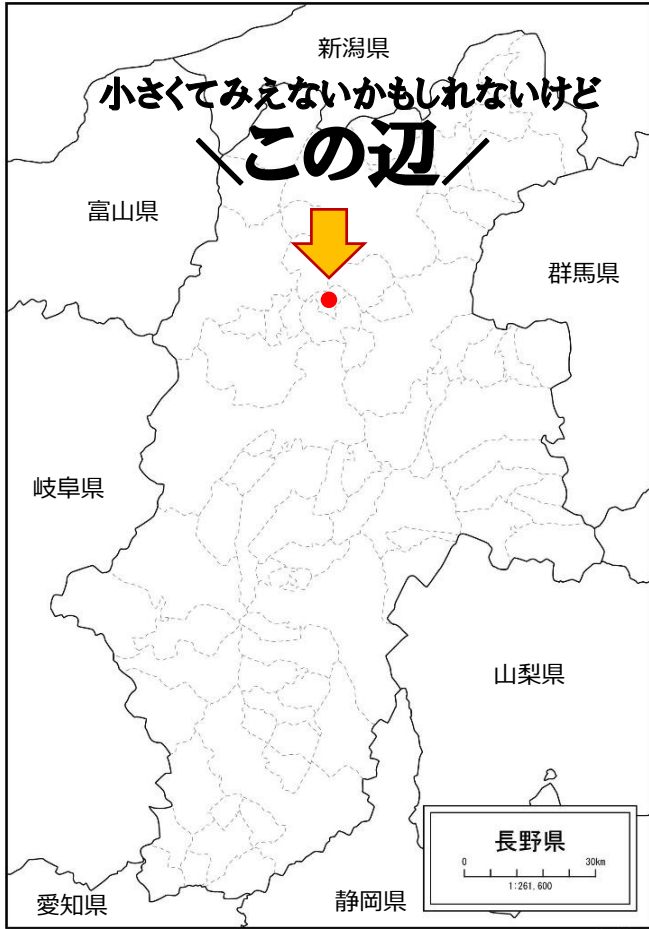 新潟県
小さくてみえないかもしれないけど
＼この辺／
富山県
群馬県
岐阜県
山梨県
長野県
0 30km
1:261,600
愛知県
静岡県